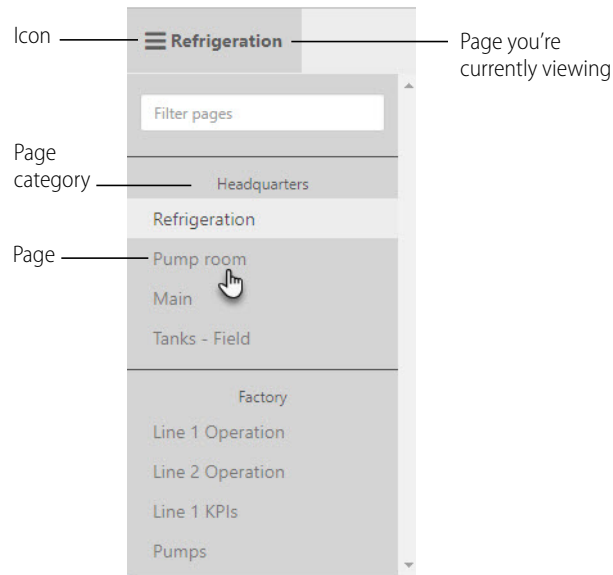 Icon
Refrigeration
Page you're
currently viewing
Filter pages
Page
category
Headquarters
Refrigeration
Page
Pump room
Main
Tanks - Field
Factory
Line 1 Operation
Line 2 Operation
Line 1 KPIs
Pumps